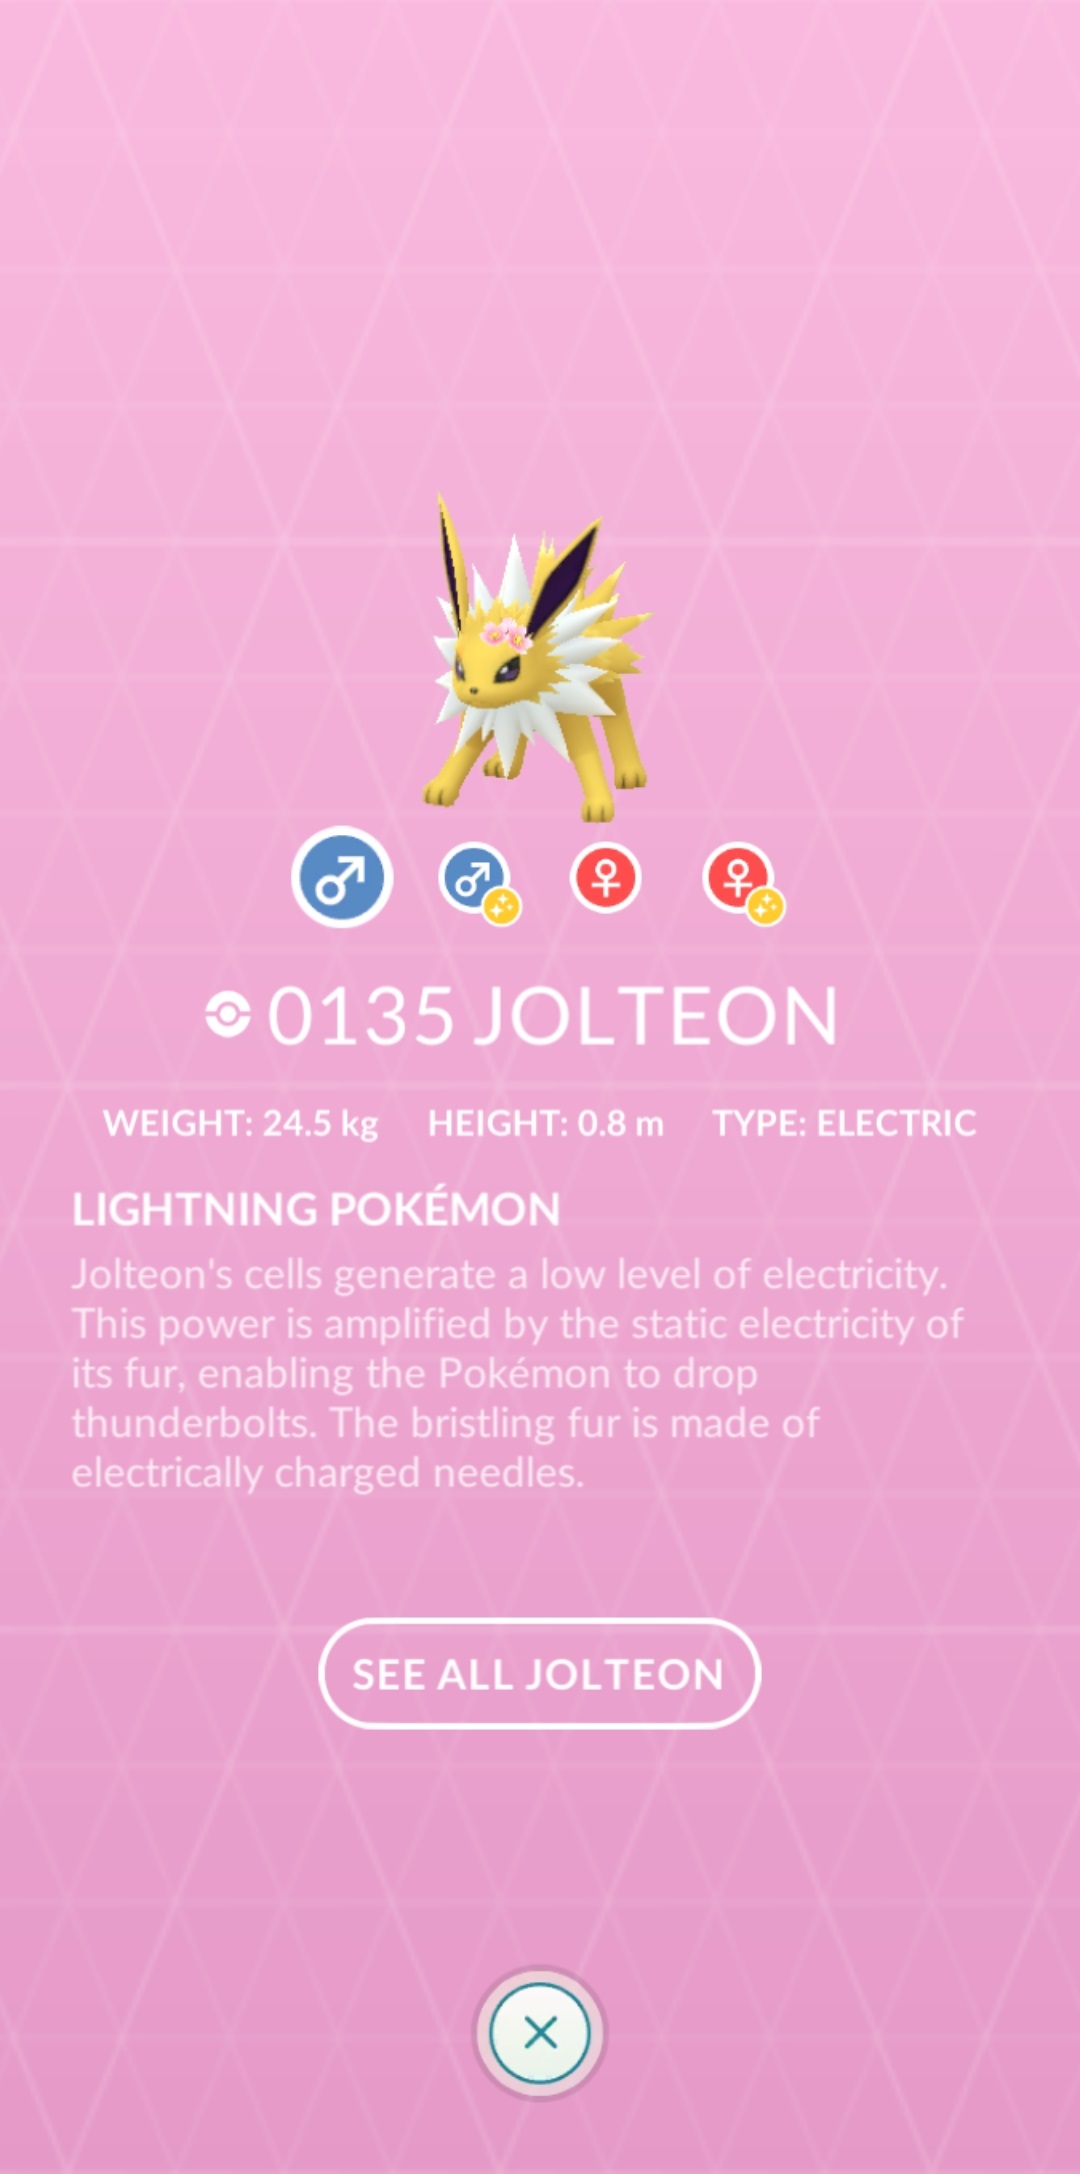 0135 JOLTEON
WEIGHT: 24.5 kg HEIGHT: 0.8 m TYPE: ELECTRIC
LIGHTNING POKÉMON
Jolteon's cells generate a low level of electricity.
This power is amplified by the static electricity of
its fur, enabling the Pokémon to drop
thunderbolts. The bristling fur is made of
electrically charged needles.
SEE ALL JOLTEON